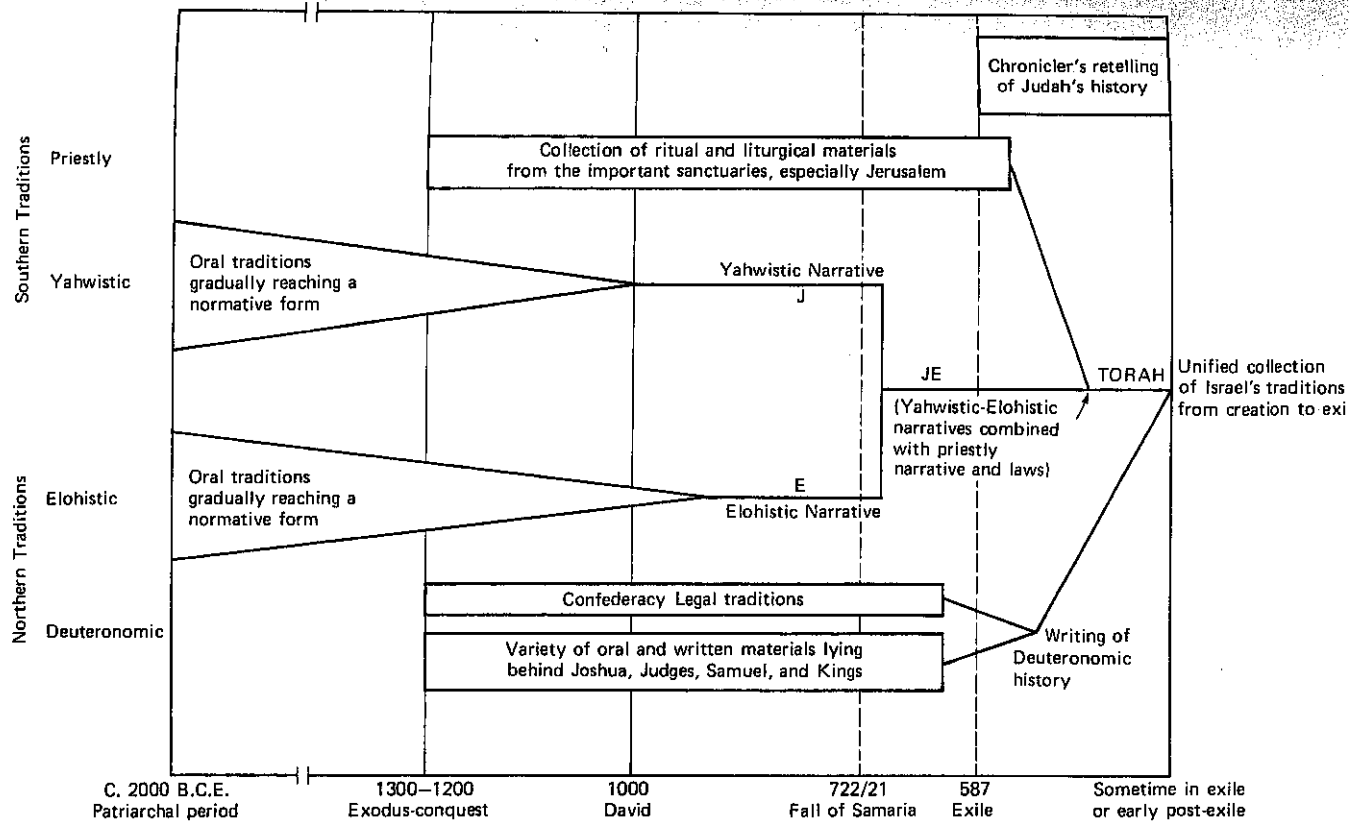 Chronicler's retelling
of Judah's history
Southern Traditions
Priestly
Collection of ritual and liturgical materials
from the important sanctuaries, especially Jerusalem
Yahwistic
Oral traditions
gradually reaching a
normative form
Yahwistic Narrative
J
JE
(Yahwistic-Elohistic
narratives combined
with priestly
narrative and laws)
TORAH
Unified collection
of Israel's traditions
from creation to exi
Northern Traditions
Elohistic
Oral traditions
gradually reaching a
normative form
E
Elohistic Narrative
Deuteronomic
Confederacy Legal traditions
Variety of oral and written materials lying
behind Joshua, Judges, Samuel, and Kings
Writing of
Deuteronomic
history
C. 2000 B.C.E.
Patriarchal period
1300–1200
Exodus-conquest
1000
David
722/21
Fall of Samaria
587
Exile
Sometime in exile
or early post-exile